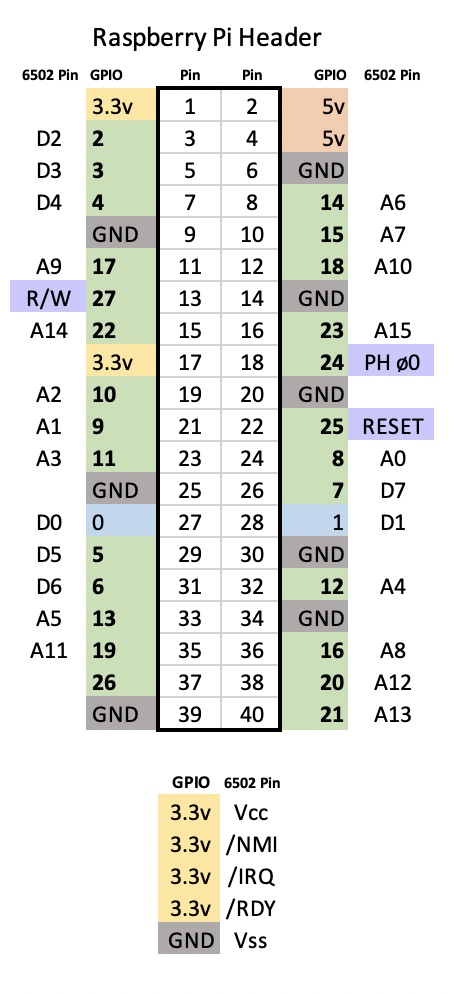 Raspberry Pi Header
6502 Pin GPIO Pin Pin GPIO 6502 Pin
3.3v 1 2 5v
D2 2 3 4 5v
D3 3 5 6 GND
D4 4 7 8 14 A6
GND 9 10 15 A7
A9 17 11 12 18 A10
R/W 27 13 14 GND
A14 22 15 16 23 A15
3.3v 17 18 24 PH ø0
A2 10 19 20 GND
A1 9 21 22 25 RESET
A3 11 23 24 8 A0
GND 25 26 7 D7
D0 0 27 28 1 D1
D5 5 29 30 GND
D6 6 31 32 12 A4
A5 13 33 34 GND
A11 19 35 36 16 A8
26 37 38 20 A12
GND 39 40 21 A13
GPIO 6502 Pin
3.3v Vcc
3.3v /NMI
3.3v /IRQ
3.3v /RDY
GND Vss